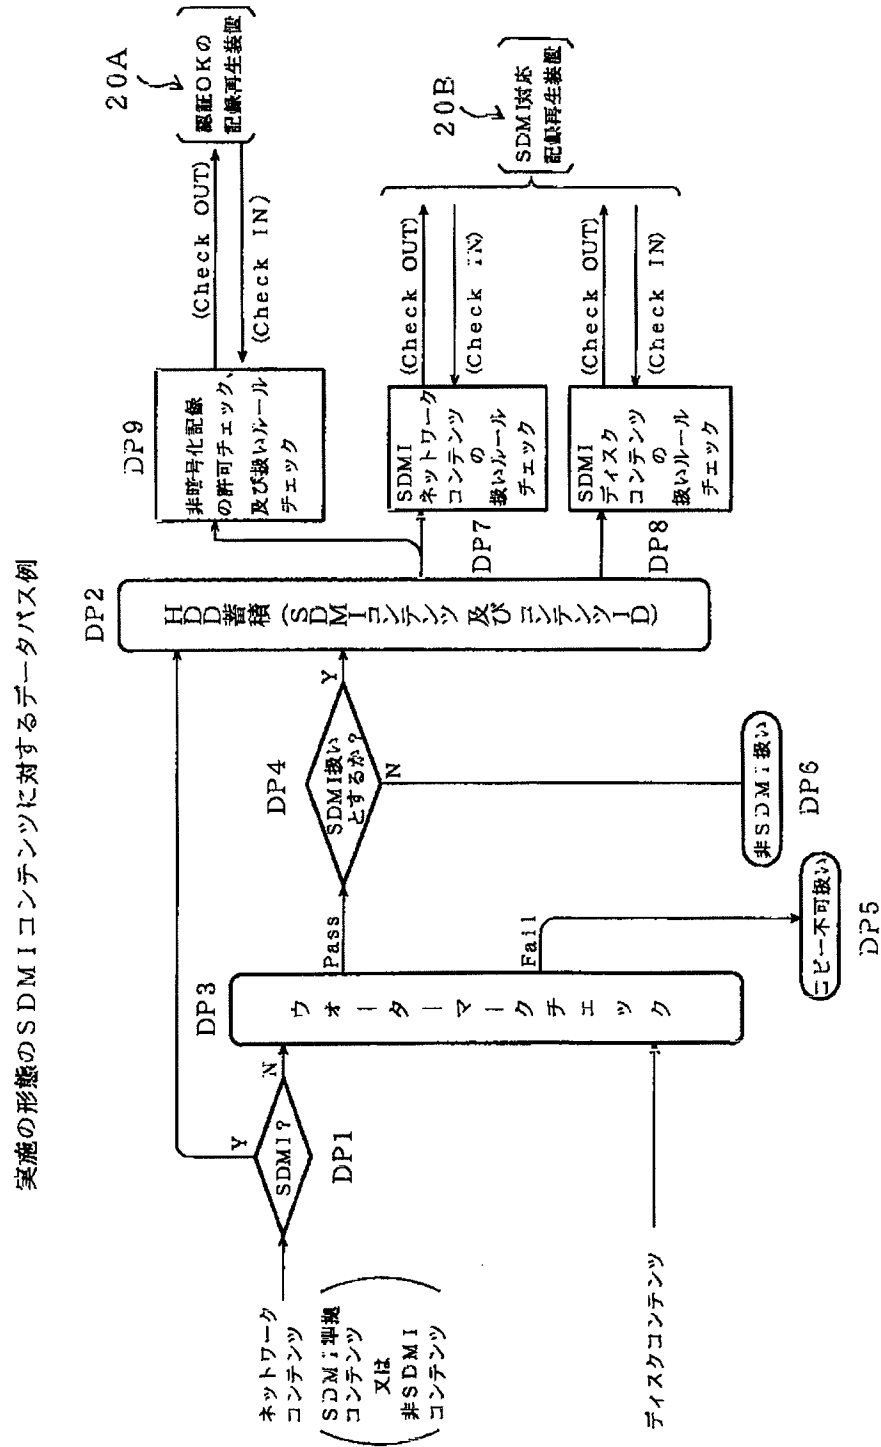 実施の形態のSDMIコンテンツに対するデータパス例
ネットワーク
コンテンツ
SDMI準拠
コンテンツ
又は
非SDMI
コンテンツ
ディスクコンテンツ
SDMI?
DP1
Y
N
DP3
ウォーターマークチェック
Pass
Fail
コピー不可扱い
DP5
DP4
SDMI扱い
とするか?
Y
N
非SDMI扱い
DP6
DP2
HDD蓄積(SDMIコンテンツ及びコンテンツID)
DP9
非暗号化記録
の許可チェック、
及び扱いルール
チェック
(Check OUT)
(Check IN)
20A
認証OKの
記録再生装置
SDMI
ネットワーク
コンテンツ
の
扱いルール
チェック
DP7
(Check OUT)
(Check IN)
SDMI
ディスク
コンテンツ
の
扱いルール
チェック
DP8
(Check OUT)
(Check IN)
20B
SDMI対応
記録再生装置